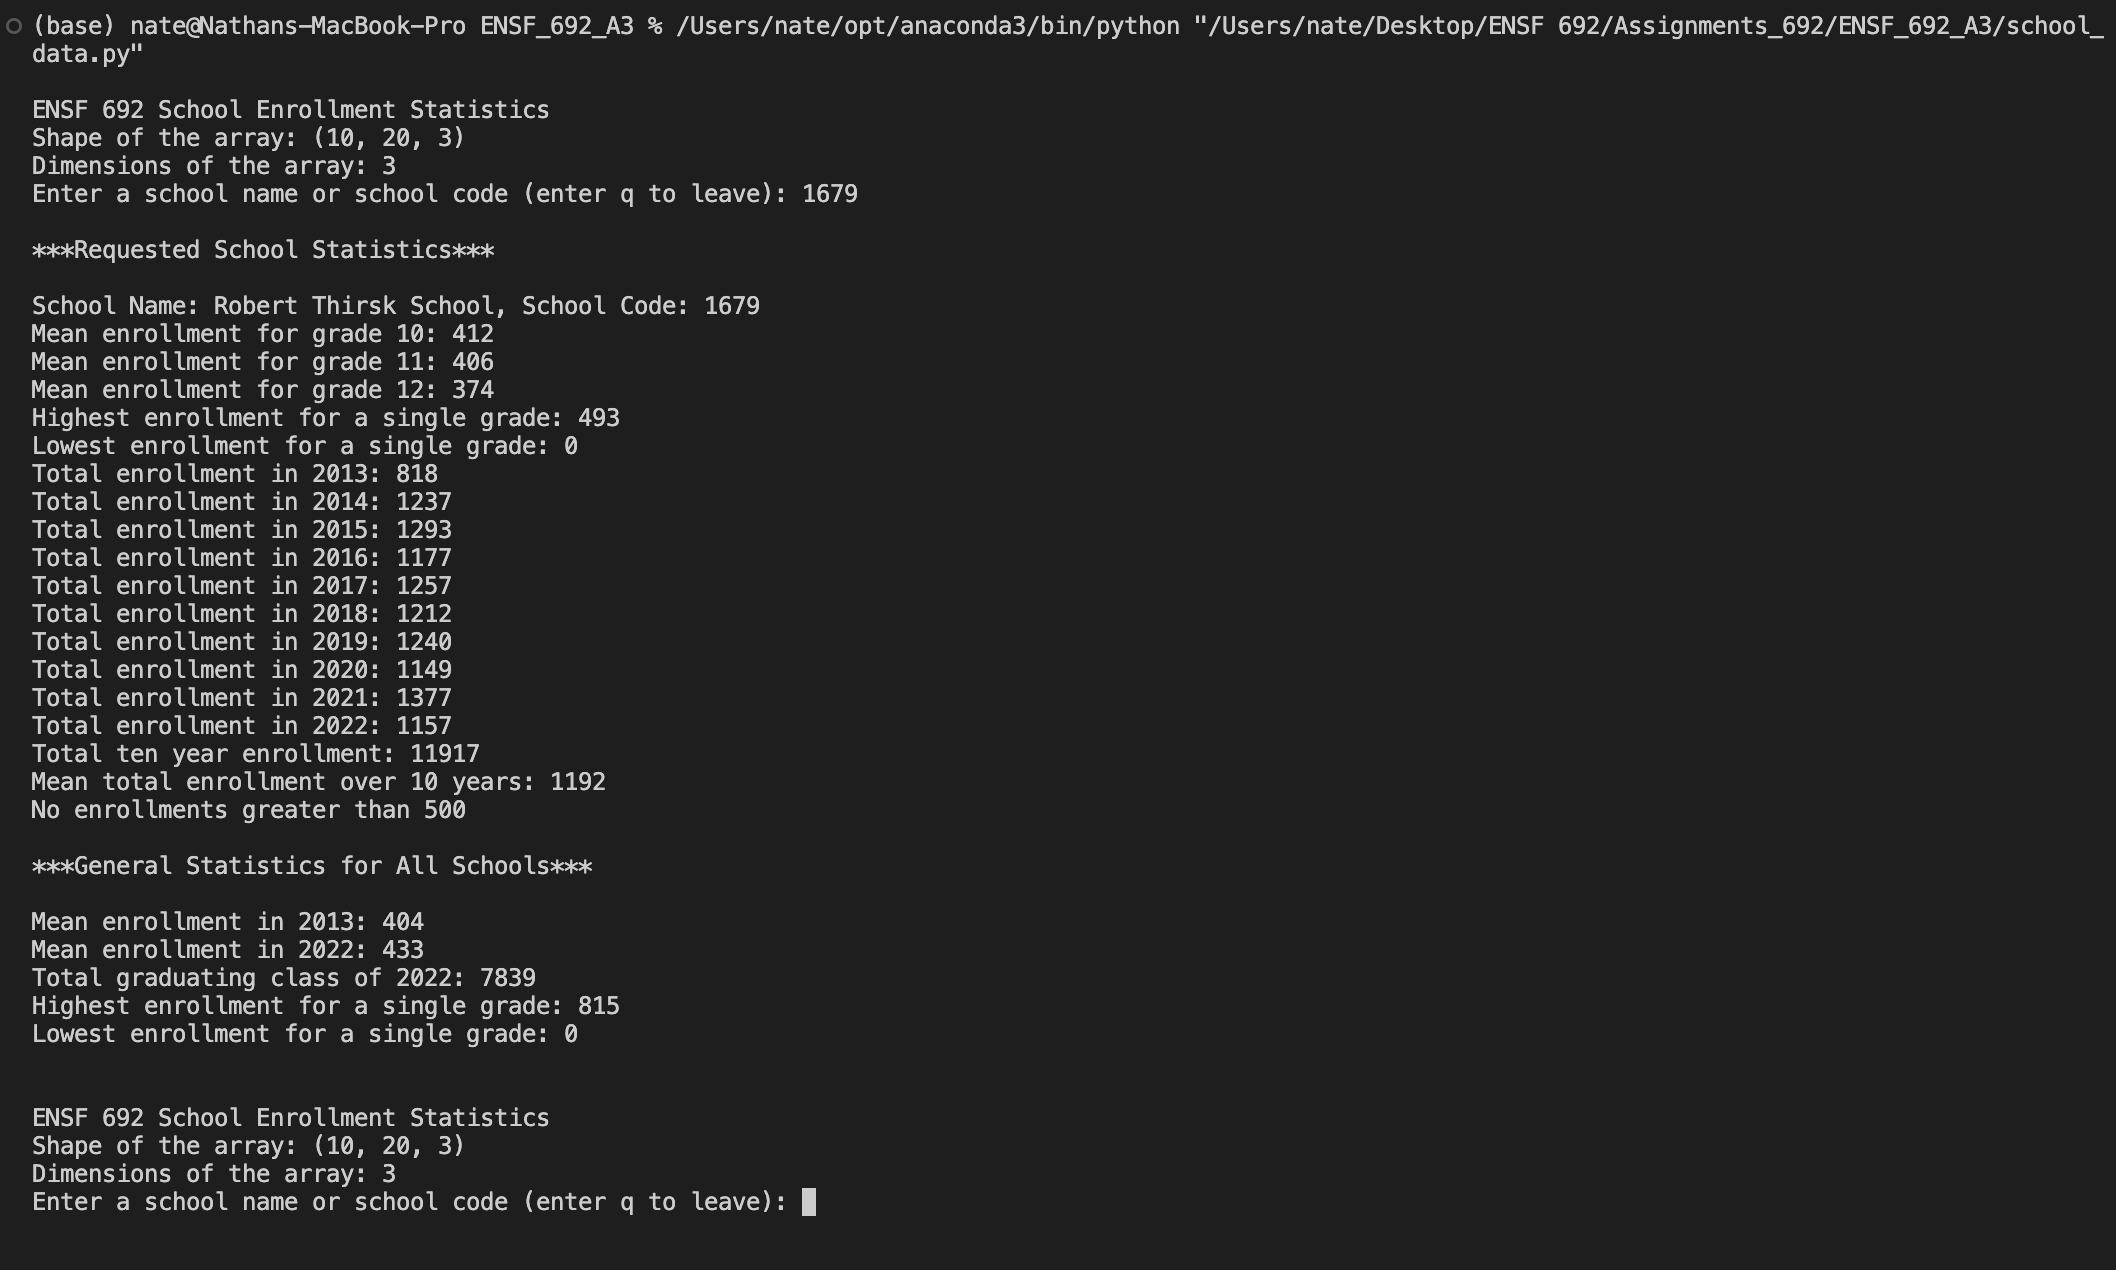 (base) nate@Nathans-MacBook-Pro ENSF_692_A3 % /Users/nate/opt/anaconda3/bin/python "/Users/nate/Desktop/ENSF 692/Assignments_692/ENSF_692_A3/school_
data.py"
ENSF 692 School Enrollment Statistics
Shape of the array: (10, 20, 3)
Dimensions of the array: 3
Enter a school name or school code (enter q to leave): 1679
***Requested School Statistics***
School Name: Robert Thirsk School, School Code: 1679
Mean enrollment for grade 10: 412
Mean enrollment for grade 11: 406
Mean enrollment for grade 12: 374
Highest enrollment for a single grade: 493
Lowest enrollment for a single grade: 0
Total enrollment in 2013: 818
Total enrollment in 2014: 1237
Total enrollment in 2015: 1293
Total enrollment in 2016: 1177
Total enrollment in 2017: 1257
Total enrollment in 2018: 1212
Total enrollment in 2019: 1240
Total enrollment in 2020: 1149
Total enrollment in 2021: 1377
Total enrollment in 2022: 1157
Total ten year enrollment: 11917
Mean total enrollment over 10 years: 1192
No enrollments greater than 500
***General Statistics for All Schools***
Mean enrollment in 2013: 404
Mean enrollment in 2022: 433
Total graduating class of 2022: 7839
Highest enrollment for a single grade: 815
Lowest enrollment for a single grade: 0
ENSF 692 School Enrollment Statistics
Shape of the array: (10, 20, 3)
Dimensions of the array: 3
Enter a school name or school code (enter q to leave):